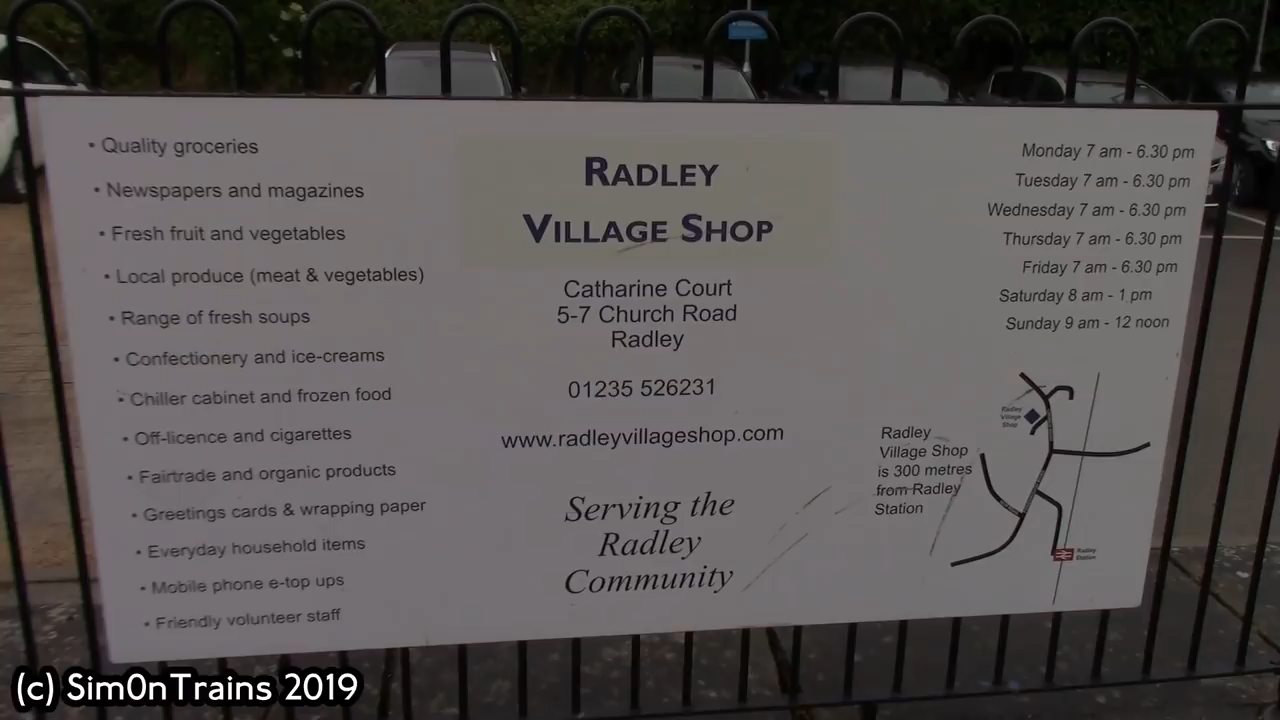 • Quality groceries
• Newspapers and magazines
• Fresh fruit and vegetables
• Local produce (meat & vegetables)
• Range of fresh soups
• Confectionery and ice-creams
• Chiller cabinet and frozen food
• Off-licence and cigarettes
• Fairtrade and organic products
• Greetings cards & wrapping paper
• Everyday household items
• Mobile phone e-top ups
• Friendly volunteer staff
RADLEY
VILLAGE SHOP
Catharine Court
5-7 Church Road
Radley
01235 526231
www.radleyvillageshop.com
Serving the
Radley
Community
Monday 7 am - 6.30 pm
Tuesday 7 am - 6.30 pm
Wednesday 7 am - 6.30 pm
Thursday 7 am - 6.30 pm
Friday 7 am - 6.30 pm
Saturday 8 am - 1 pm
Sunday 9 am - 12 noon
Radley
Village Shop
is 300 metres
from Radley
Station
Radley
Village
Shop
Radley
Station
(c) Sim0nTrains 2019